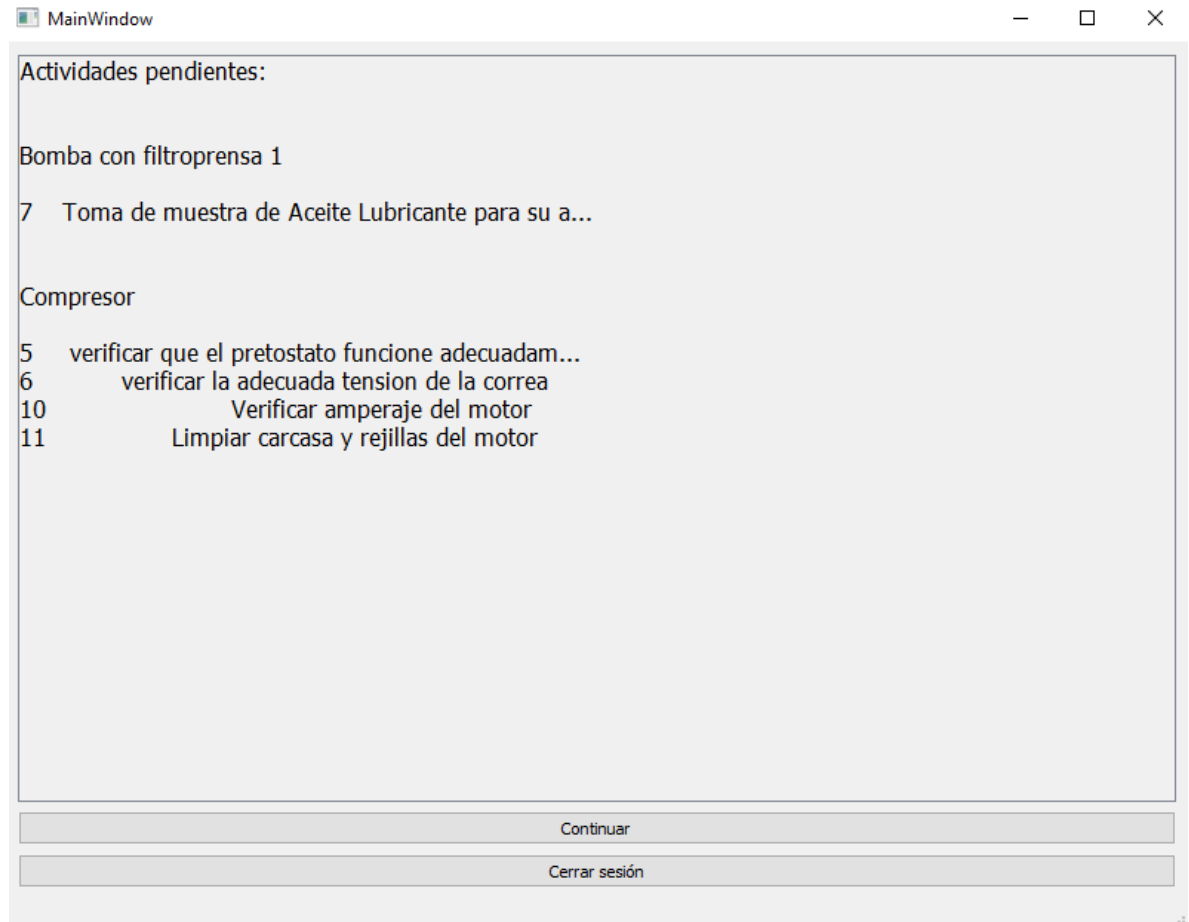 MainWindow
Actividades pendientes:
Bomba con filtroprensa 1
7 Toma de muestra de Aceite Lubricante para su a...
Compresor
5 verificar que el pretostato funcione adecuadam...
6 verificar la adecuada tension de la correa
10 Verificar amperaje del motor
11 Limpiar carcasa y rejillas del motor
Continuar
Cerrar sesión